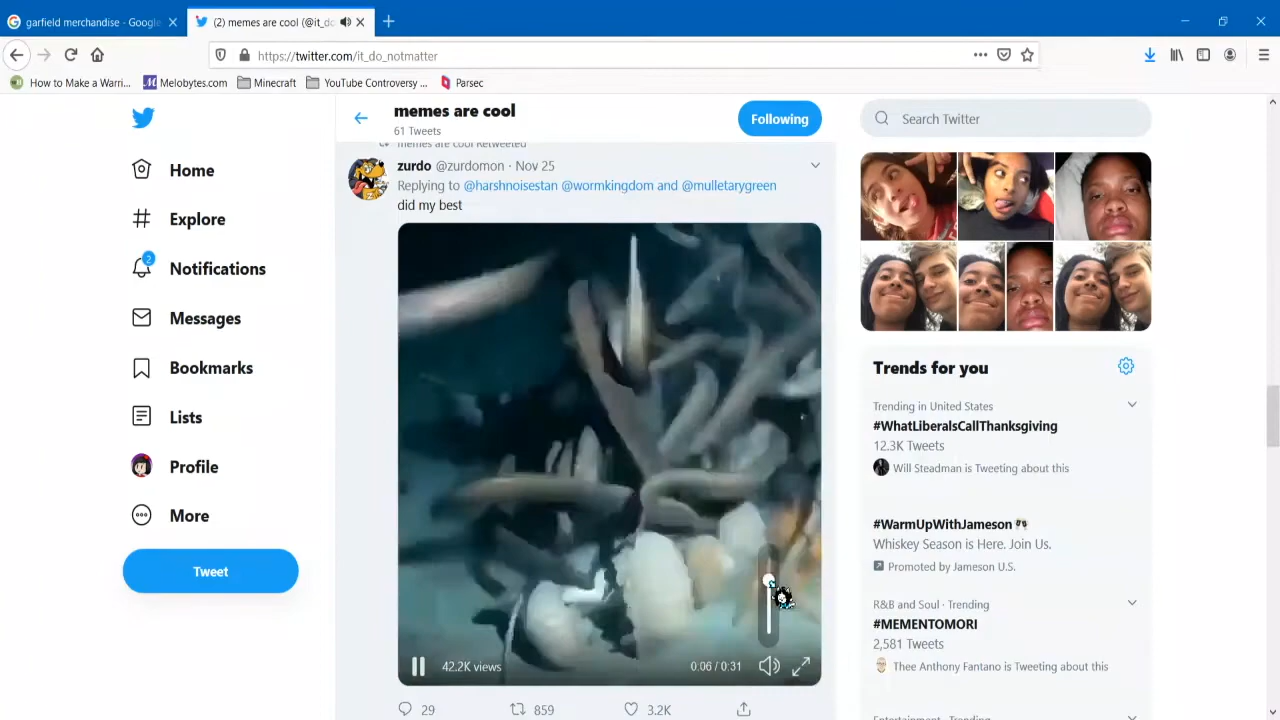 garfield merchandise - Google
(2) memes are cool (@it_do
https://twitter.com/it_do_notmatter
How to Make a Warri...
Melobytes.com
Minecraft
YouTube Controversy ...
Parsec
Home
Explore
2
Notifications
Messages
Bookmarks
Lists
Profile
More
Tweet
memes are cool
61 Tweets
Following
memes are cool Retweeted
zurdo @zurdomon · Nov 25
Replying to @harshnoisestan @wormkingdom and @mulletarygreen
did my best
42.2K views
0:06 / 0:31
29
859
3.2K
Search Twitter
Trends for you
Trending in United States
#WhatLiberalsCallThanksgiving
12.3K Tweets
Will Steadman is Tweeting about this
#WarmUpWithJameson
Whiskey Season is Here. Join Us.
Promoted by Jameson U.S.
R&B and Soul · Trending
#MEMENTOMORI
2,581 Tweets
Thee Anthony Fantano is Tweeting about this
Entertainment · Trending